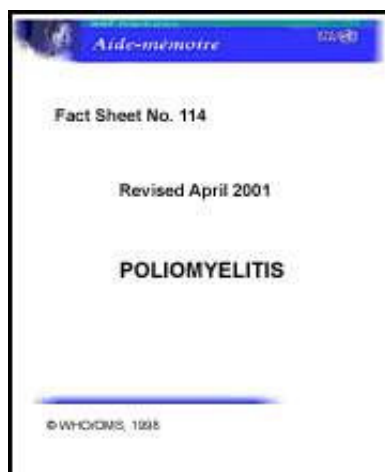 Aide-mémoire
Fact Sheet No. 114
Revised April 2001
POLIOMYELITIS
© WHO/OMS, 1998